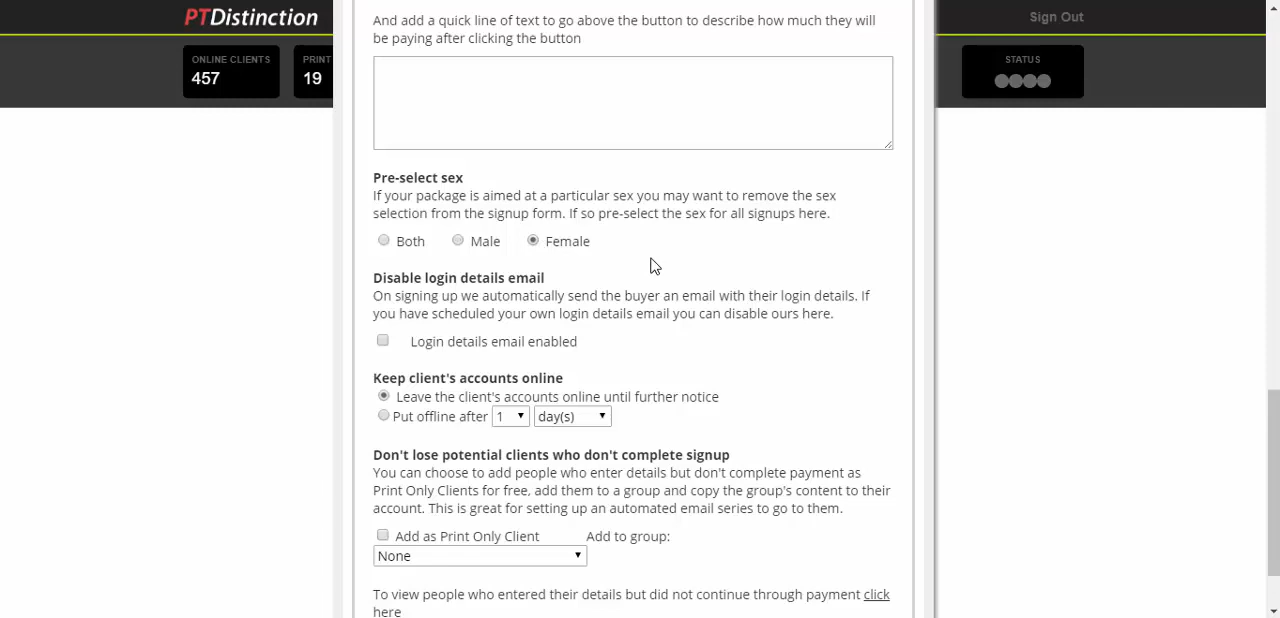 PTDistinction
Sign Out
ONLINE CLIENTS
457
PRINT
19
STATUS
And add a quick line of text to go above the button to describe how much they will
be paying after clicking the button
Pre-select sex
If your package is aimed at a particular sex you may want to remove the sex
selection from the signup form. If so pre-select the sex for all signups here.
Both Male Female
Disable login details email
On signing up we automatically send the buyer an email with their login details. If
you have scheduled your own login details email you can disable ours here.
Login details email enabled
Keep client's accounts online
Leave the client's accounts online until further notice
Put offline after 1 day(s)
Don't lose potential clients who don't complete signup
You can choose to add people who enter details but don't complete payment as
Print Only Clients for free, add them to a group and copy the group's content to their
account. This is great for setting up an automated email series to go to them.
Add as Print Only Client Add to group:
None
To view people who entered their details but did not continue through payment click
here